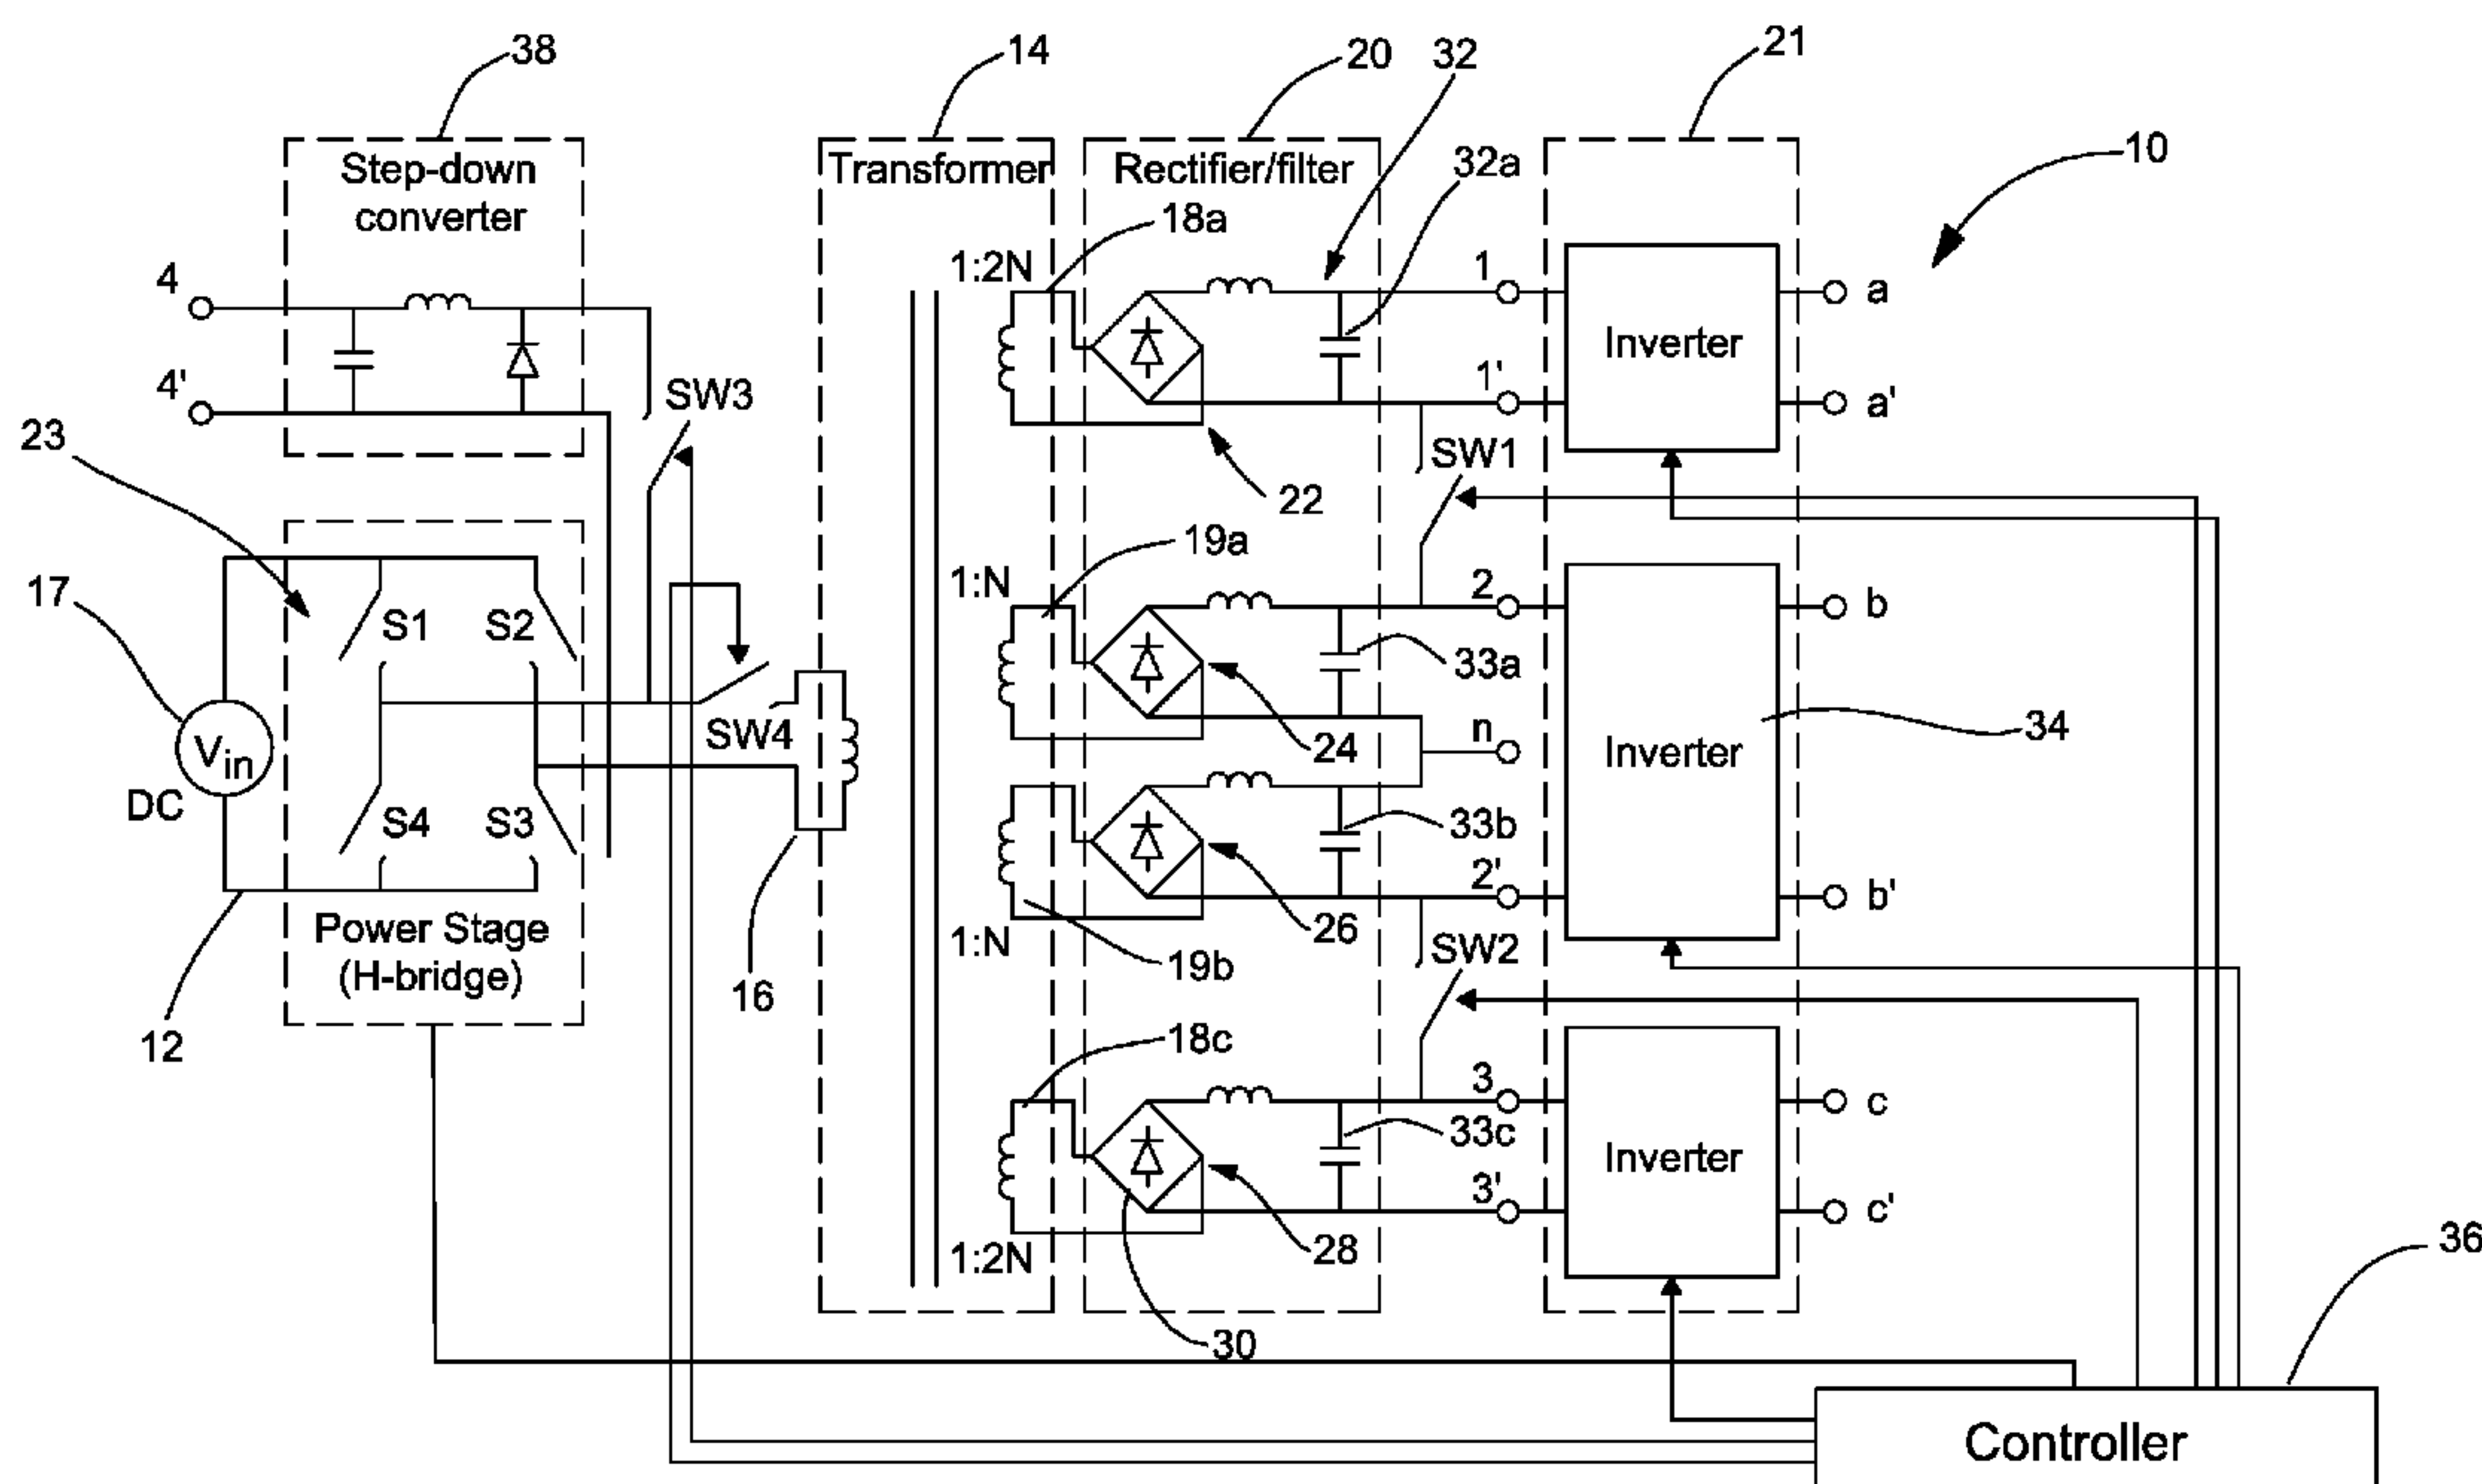 38
14
20
32
21
10
Step-down
converter
Transformer
Rectifier/filter
32a
18a
4
1:2N
1
a
Inverter
4'
1'
a'
SW3
23
SW1
22
19a
17
1:N
2
b
S1
S2
33a
SW4
n
34
Vin
24
Inverter
DC
S4
S3
33b
26
2'
b'
Power Stage
(H-bridge)
1:N
19b
SW2
16
12
18c
3
c
33c
Inverter
3'
c'
28
1:2N
36
30
Controller